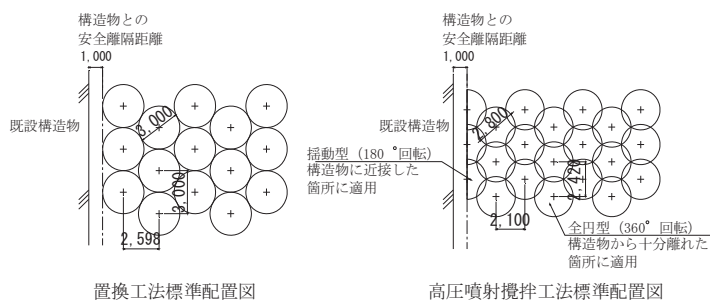 構造物との
安全離隔距離
1,000
既設構造物
3,000
3,000
2,598
置換工法標準配置図
構造物との
安全離隔距離
1,000
既設構造物
2,800
揺動型（180°回転）
構造物に近接した
箇所に適用
2,420
2,100
全円型（360°回転）
構造物から十分離れた
箇所に適用
高圧噴射攪拌工法標準配置図